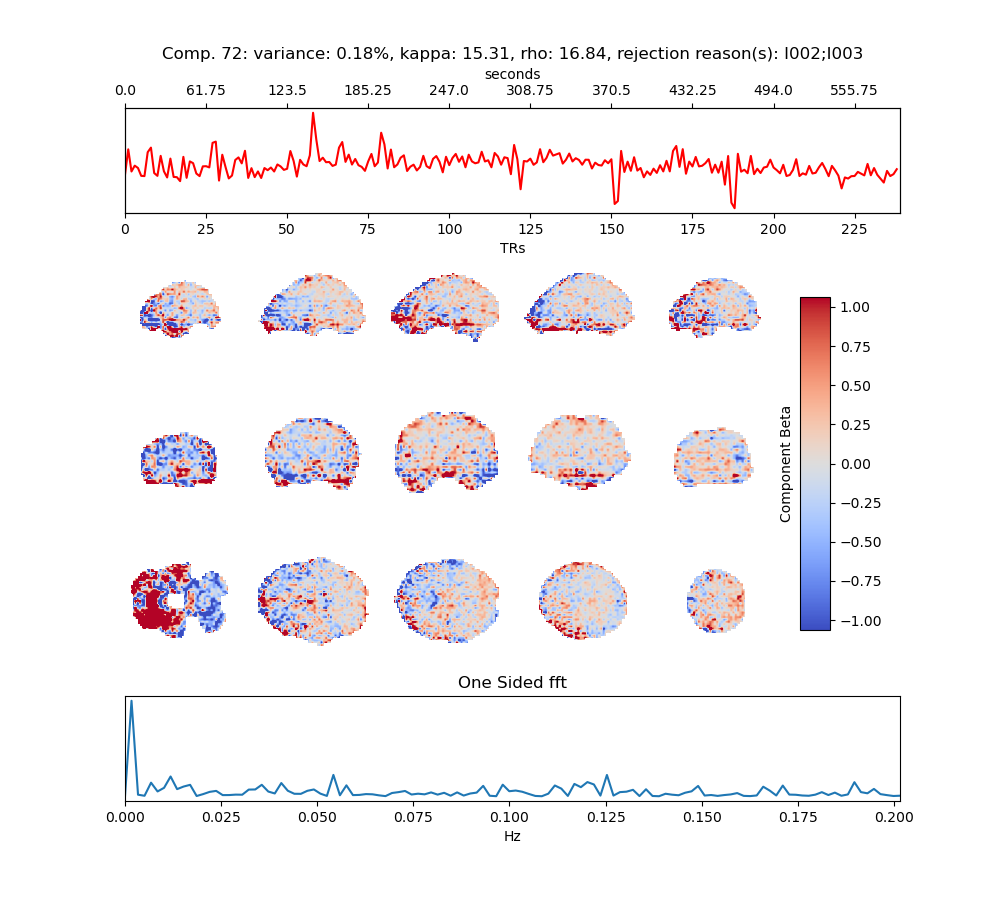 Comp. 72: variance: 0.18%, kappa: 15.31, rho: 16.84, rejection reason(s): I002;I003
seconds
0.0 61.75 123.5 185.25 247.0 308.75 370.5 432.25 494.0 555.75
0 25 50 75 100 125 150 175 200 225
TRs
1.00
0.75
0.50
0.25
0.00
−0.25
−0.50
−0.75
−1.00
Component Beta
One Sided fft
0.000 0.025 0.050 0.075 0.100 0.125 0.150 0.175 0.200
Hz